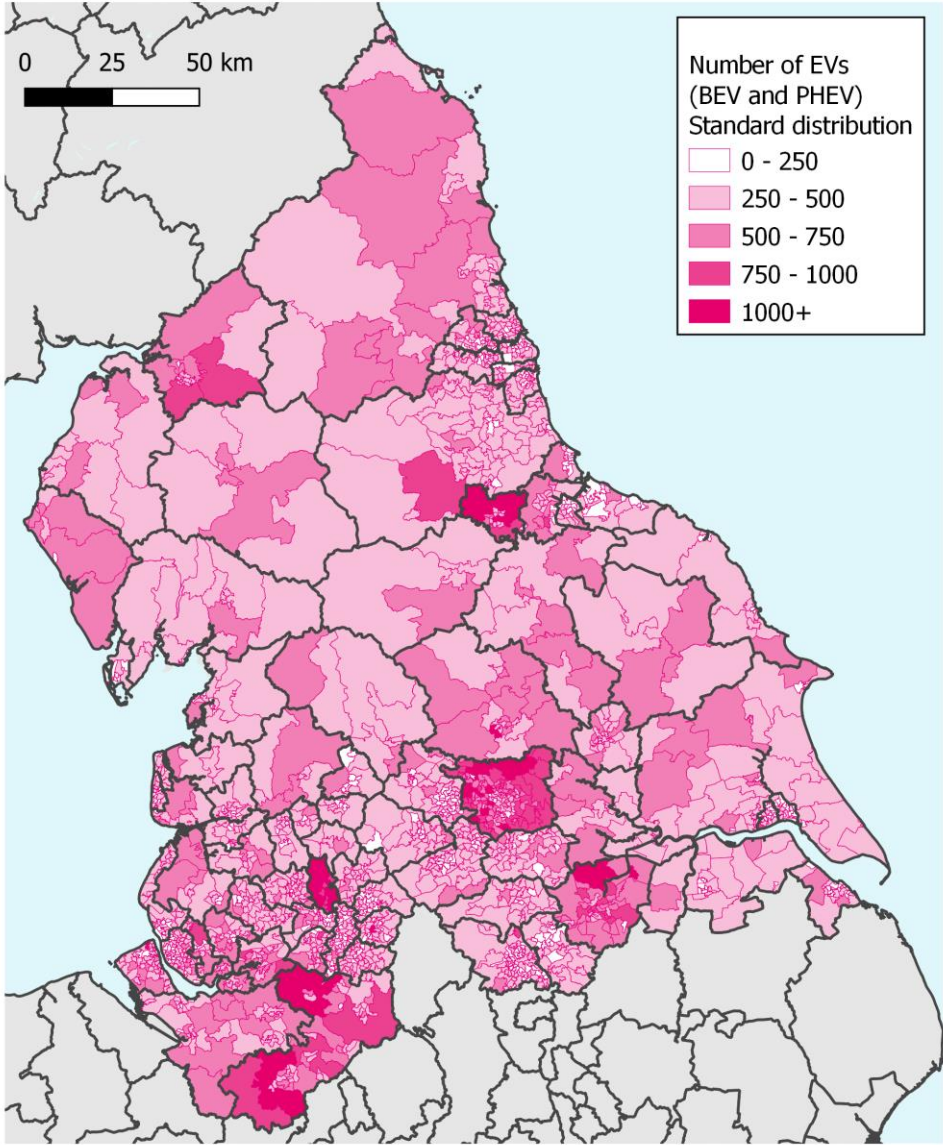 0 25 50 km
Number of EVs
(BEV and PHEV)
Standard distribution
0 - 250
250 - 500
500 - 750
750 - 1000
1000+